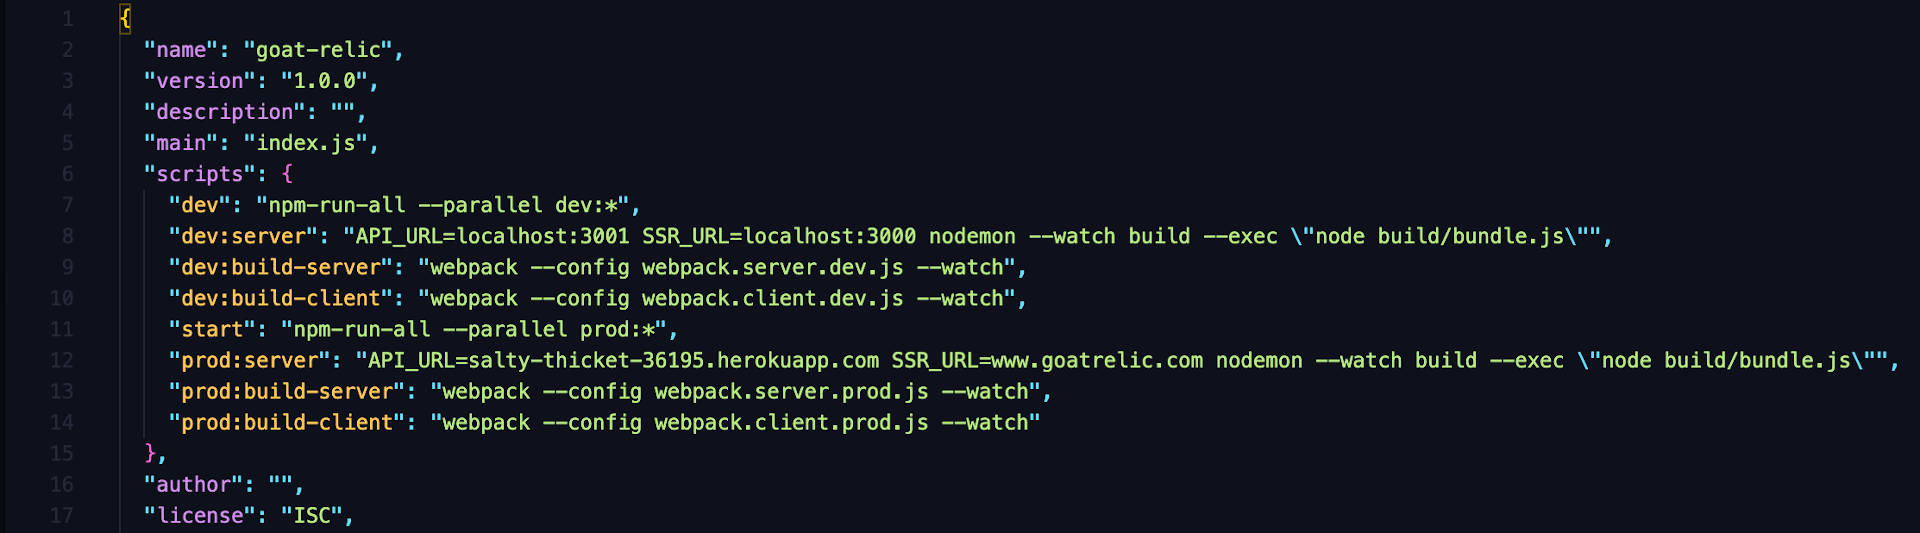 1 {
2 "name": "goat-relic",
3 "version": "1.0.0",
4 "description": "",
5 "main": "index.js",
6 "scripts": {
7 "dev": "npm-run-all --parallel dev:*",
8 "dev:server": "API_URL=localhost:3001 SSR_URL=localhost:3000 nodemon --watch build --exec \"node build/bundle.js\"",
9 "dev:build-server": "webpack --config webpack.server.dev.js --watch",
10 "dev:build-client": "webpack --config webpack.client.dev.js --watch",
11 "start": "npm-run-all --parallel prod:*",
12 "prod:server": "API_URL=salty-thicket-36195.herokuapp.com SSR_URL=www.goatrelic.com nodemon --watch build --exec \"node build/bundle.js\"",
13 "prod:build-server": "webpack --config webpack.server.prod.js --watch",
14 "prod:build-client": "webpack --config webpack.client.prod.js --watch"
15 },
16 "author": "",
17 "license": "ISC",